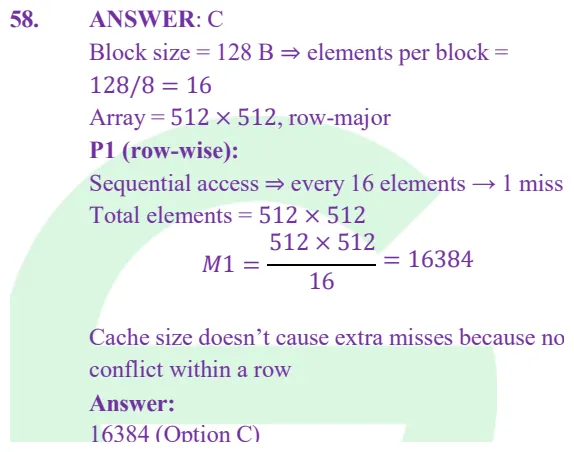 58. ANSWER: C
Block size = 128 B ⇒ elements per block =
128/8 = 16
Array = 512 × 512, row-major
P1 (row-wise):
Sequential access ⇒ every 16 elements → 1 miss
Total elements = 512 × 512
M1 = 512 × 512 / 16 = 16384
Cache size doesn’t cause extra misses because no
conflict within a row
Answer:
16384 (Option C)